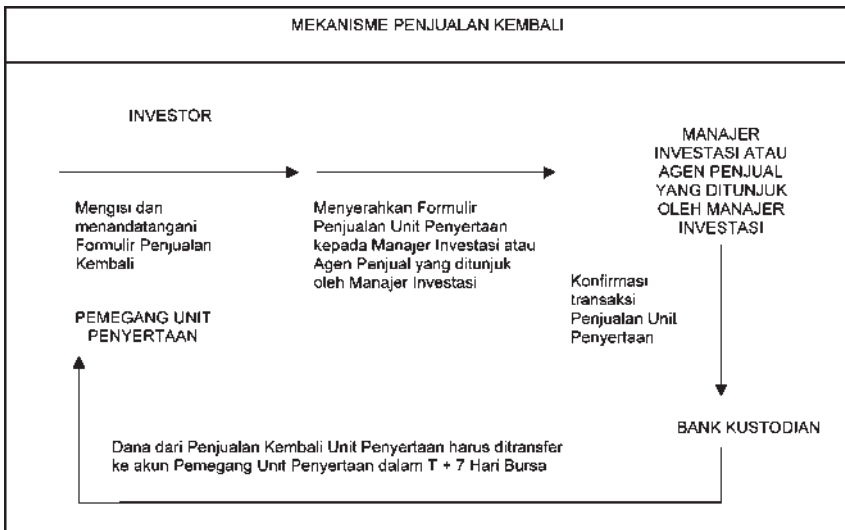 MEKANISME PENJUALAN KEMBALI
INVESTOR
Mengisi dan
menandatangani
Formulir Penjualan
Kembali
Menyerahkan Formulir
Penjualan Unit Penyertaan
kepada Manajer Investasi atau
Agen Penjual yang ditunjuk
oleh Manajer Investasi
MANAJER
INVESTASI ATAU
AGEN PENJUAL
YANG DITUNJUK
OLEH MANAJER
INVESTASI
Konfirmasi
transaksi
Penjualan Unit
Penyertaan
PEMEGANG UNIT
PENYERTAAN
BANK KUSTODIAN
Dana dari Penjualan Kembali Unit Penyertaan harus ditransfer
ke akun Pemegang Unit Penyertaan dalam T + 7 Hari Bursa